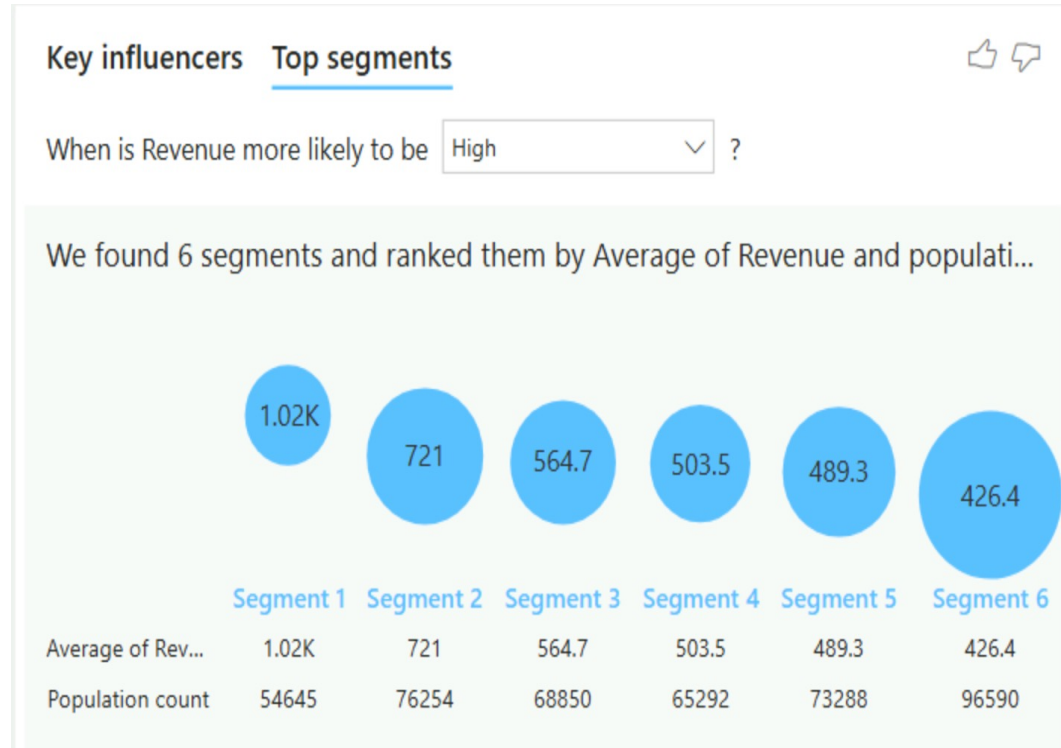 Key influencers Top segments
When is Revenue more likely to be High ?
We found 6 segments and ranked them by Average of Revenue and populati...
1.02K 721 564.7 503.5 489.3 426.4
Segment 1 Segment 2 Segment 3 Segment 4 Segment 5 Segment 6
Average of Rev... 1.02K 721 564.7 503.5 489.3 426.4
Population count 54645 76254 68850 65292 73288 96590